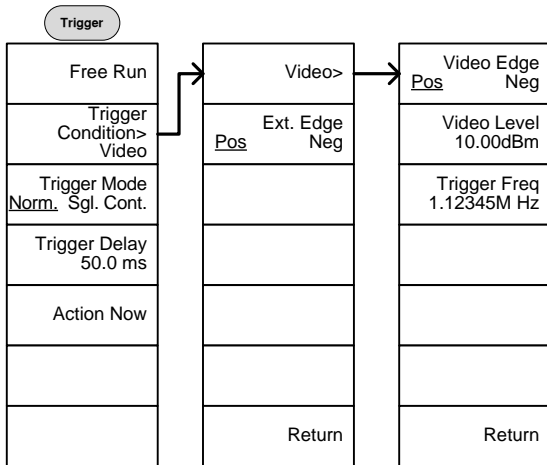 Trigger
Free Run
Trigger
Condition>
Video
Trigger Mode
Norm. Sgl. Cont.
Trigger Delay
50.0 ms
Action Now
Video>
Ext. Edge
Pos Neg
Return
Video Edge
Pos Neg
Video Level
10.00dBm
Trigger Freq
1.12345M Hz
Return